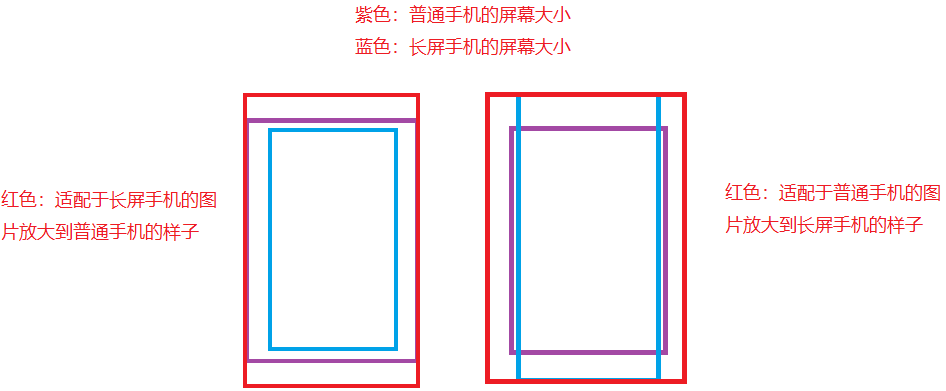 紫色：普通手机的屏幕大小
蓝色：长屏手机的屏幕大小
红色：适配于长屏手机的图
片放大到普通手机的样子
红色：适配于普通手机的图
片放大到长屏手机的样子